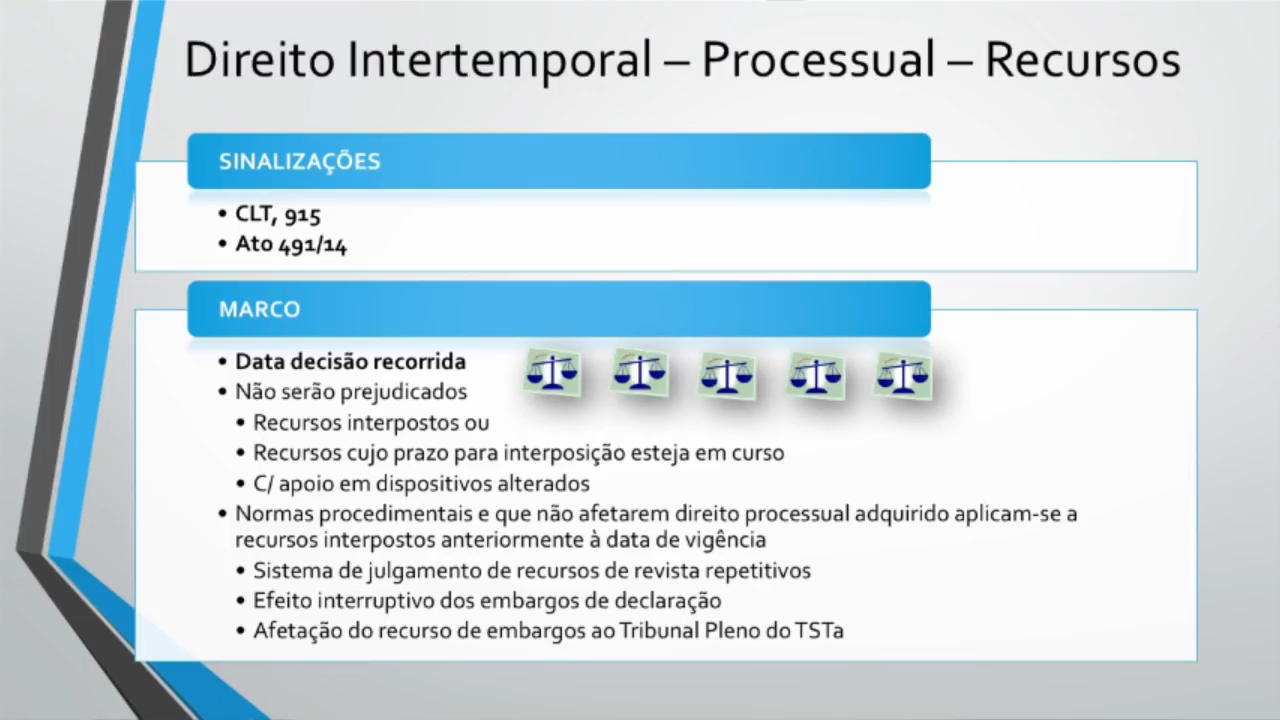 Direito Intertemporal – Processual – Recursos
SINALIZAÇÕES
• CLT, 915
• Ato 491/14
MARCO
• Data decisão recorrida
• Não serão prejudicados
• Recursos interpostos ou
• Recursos cujo prazo para interposição esteja em curso
• C/ apoio em dispositivos alterados
• Normas procedimentais e que não afetarem direito processual adquirido aplicam-se a
recursos interpostos anteriormente à data de vigência
• Sistema de julgamento de recursos de revista repetitivos
• Efeito interruptivo dos embargos de declaração
• Afetação do recurso de embargos ao Tribunal Pleno do TSTa